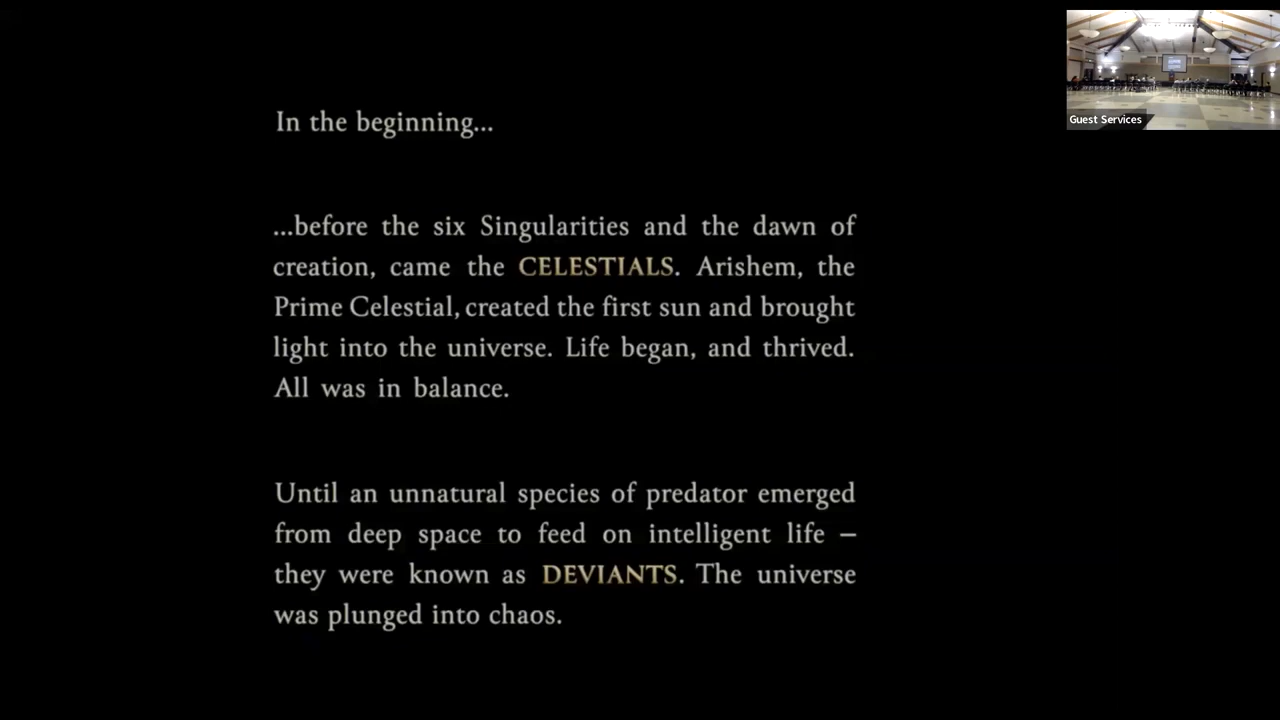 In the beginning...
...before the six Singularities and the dawn of
creation, came the CELESTIALS. Arishem, the
Prime Celestial, created the first sun and brought
light into the universe. Life began, and thrived.
All was in balance.
Until an unnatural species of predator emerged
from deep space to feed on intelligent life –
they were known as DEVIANTS. The universe
was plunged into chaos.
Guest Services